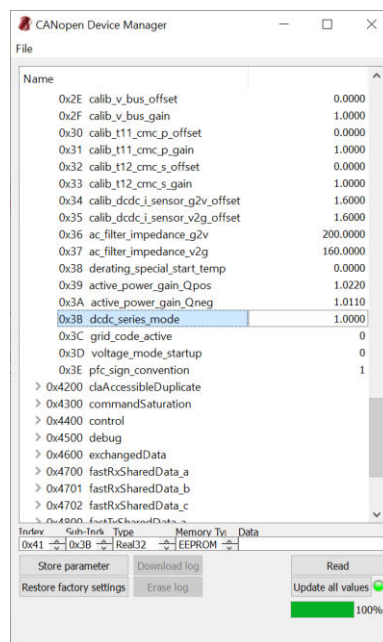 CANopen Device Manager
File
Name
0x2E calib_v_bus_offset 0.0000
0x2F calib_v_bus_gain 1.0000
0x30 calib_t11_cmc_p_offset 0.0000
0x31 calib_t11_cmc_p_gain 1.0000
0x32 calib_t12_cmc_s_offset 0.0000
0x33 calib_t12_cmc_s_gain 1.0000
0x34 calib_dcdc_i_sensor_g2v_offset 1.6000
0x35 calib_dcdc_i_sensor_v2g_offset 1.6000
0x36 ac_filter_impedance_g2v 200.0000
0x37 ac_filter_impedance_v2g 160.0000
0x38 derating_special_start_temp 0.0000
0x39 active_power_gain_Qpos 1.0220
0x3A active_power_gain_Qneg 1.0110
0x3B dcdc_series_mode 1.0000
0x3C grid_code_active 0
0x3D voltage_mode_startup 0
0x3E pfc_sign_convention 1
0x4200 claAccessibleDuplicate
0x4300 commandSaturation
0x4400 control
0x4500 debug
0x4600 exchangedData
0x4700 fastRxSharedData_a
0x4701 fastRxSharedData_b
0x4702 fastRxSharedData_c
0x4800 fastTxSharedData_a
Index Sub-Inde Type Memory Ty Data
0x41 0x3B Real32 EEPROM
Store parameter Download log Read
Restore factory settings Erase log Update all values
100%